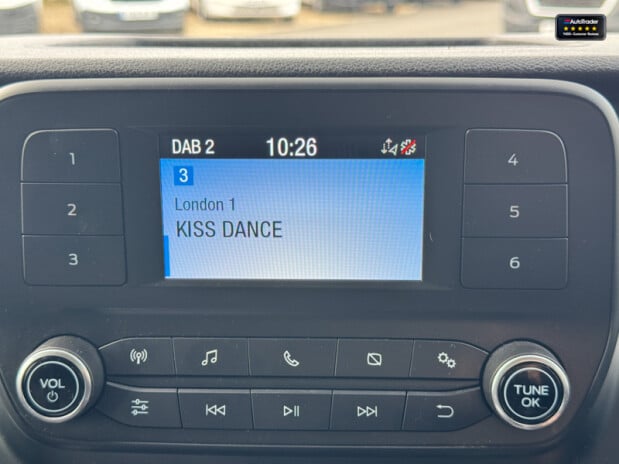 AutoTrader
DAB 2 10:26
3
London 1
KISS DANCE
1
2
3
4
5
6
VOL
TUNE
OK